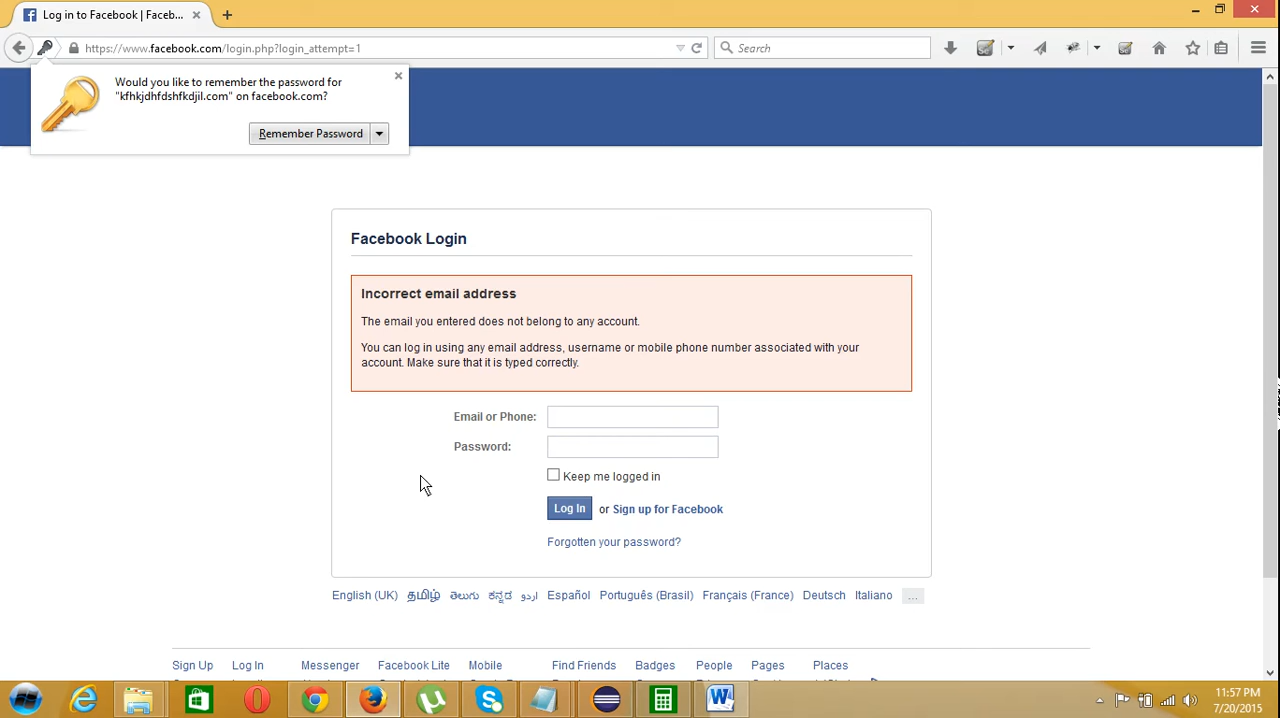 Log in to Facebook | Faceb...
https://www.facebook.com/login.php?login_attempt=1
Search
Would you like to remember the password for
"kfhkjdhfdshfkdjil.com" on facebook.com?
Remember Password
Facebook Login
Incorrect email address
The email you entered does not belong to any account.
You can log in using any email address, username or mobile phone number associated with your
account. Make sure that it is typed correctly.
Email or Phone:
Password:
Keep me logged in
Log In or Sign up for Facebook
Forgotten your password?
English (UK) தமிழ் తెలుగు ಕನ್ನಡ اردو Español Português (Brasil) Français (France) Deutsch Italiano ...
Sign Up Log In Messenger Facebook Lite Mobile Find Friends Badges People Pages Places
11:57 PM
7/20/2015